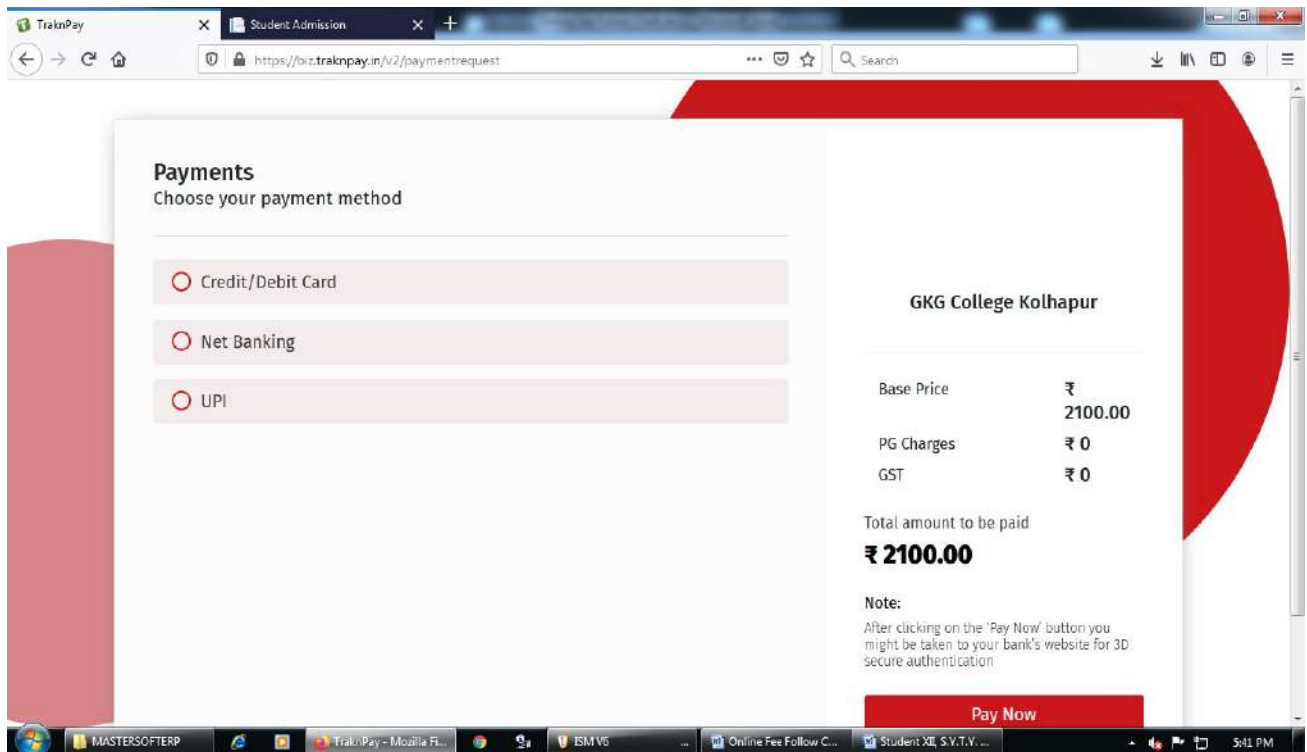 TraknPay
Student Admission
https://biz.traknpay.in/v2/paymentrequest
Search
Payments
Choose your payment method
Credit/Debit Card
Net Banking
UPI
GKG College Kolhapur
Base Price ₹
2100.00
PG Charges ₹ 0
GST ₹ 0
Total amount to be paid
₹ 2100.00
Note:
After clicking on the 'Pay Now' button you
might be taken to your bank's website for 3D
secure authentication
Pay Now
MASTERSOFTERP
TraknPay - Mozilla Fi...
ISM V6 ...
Online Fee Follow C...
Student XII, S.Y.T.Y. ...
5:41 PM